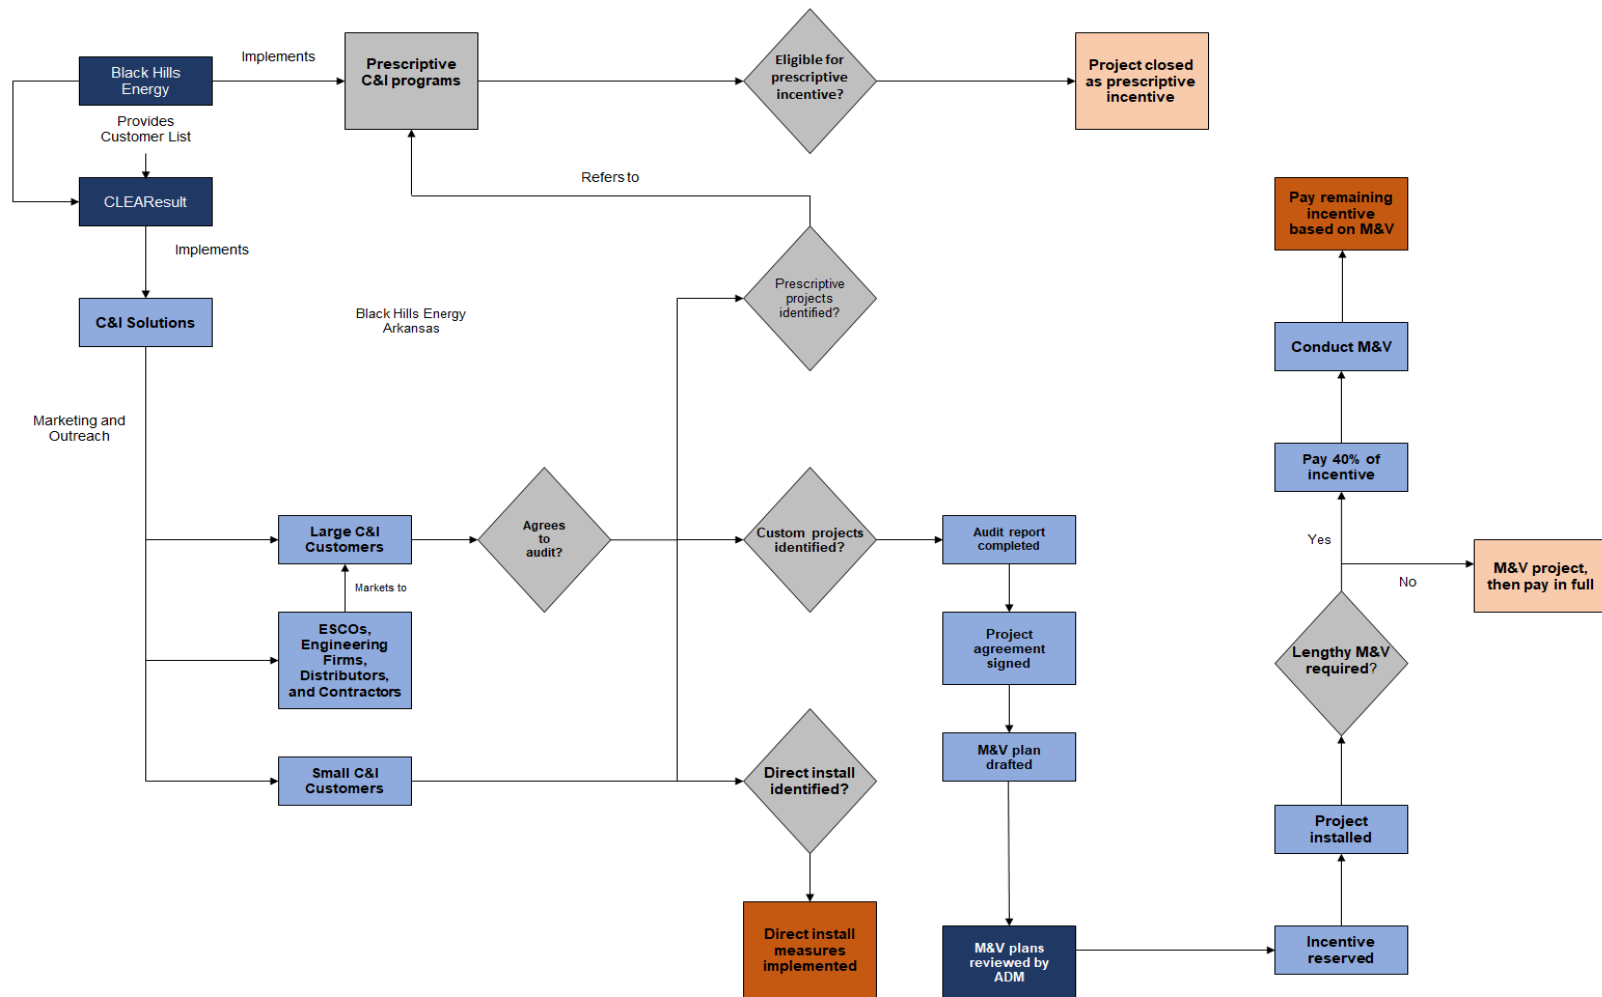 Implements
Black Hills
Energy
Prescriptive
C&I programs
Eligible for
prescriptive
incentive?
Project closed
as prescriptive
incentive
Provides
Customer List
CLEAResult
Refers to
Pay remaining
incentive
based on M&V
Implements
Prescriptive
projects
identified?
C&I Solutions
Black Hills Energy
Arkansas
Conduct M&V
Marketing and
Outreach
Pay 40% of
incentive
Large C&I
Customers
Agrees
to
audit?
Custom projects
identified?
Audit report
completed
Yes
No
M&V project,
then pay in full
Markets to
ESCOs,
Engineering
Firms,
Distributors,
and Contractors
Project
agreement
signed
Lengthy M&V
required?
M&V plan
drafted
Small C&I
Customers
Direct install
identified?
Project
installed
Direct install
measures
implemented
M&V plans
reviewed by
ADM
Incentive
reserved